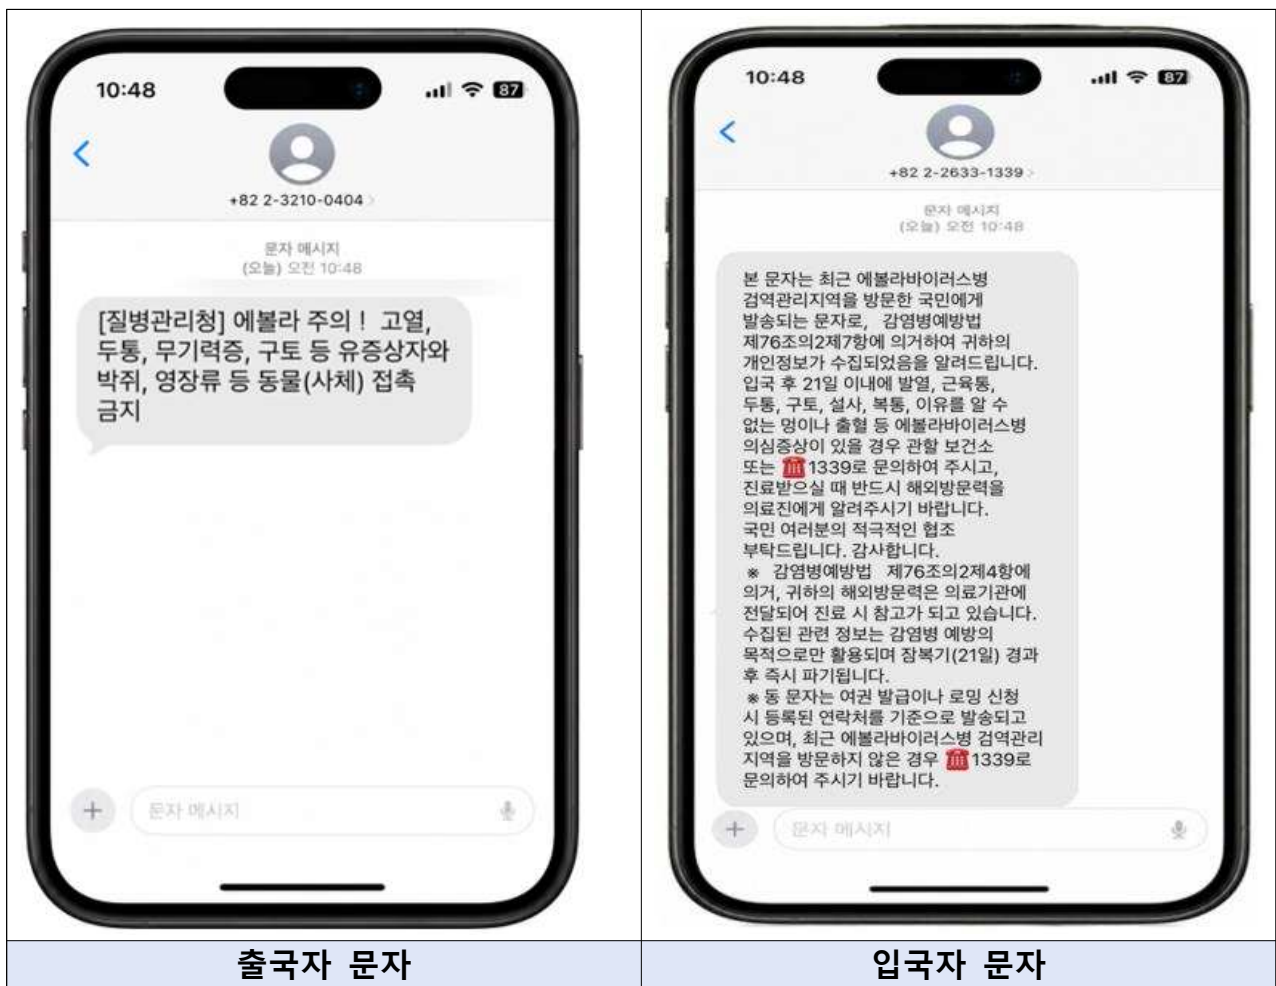 10:48
87
+82 2-3210-0404
문자 메시지
(오늘) 오전 10:48
[질병관리청] 에볼라 주의 ! 고열,
두통, 무기력증, 구토 등 유증상자와
박쥐, 영장류 등 동물(사체) 접촉
금지
문자 메시지
출국자 문자
10:48
87
+82 2-2633-1339
문자 메시지
(오늘) 오전 10:48
본 문자는 최근 에볼라바이러스병
검역관리지역을 방문한 국민에게
발송되는 문자로, 감염병예방법
제76조의2제7항에 의거하여 귀하의
개인정보가 수집되었음을 알려드립니다.
입국 후 21일 이내에 발열, 근육통,
두통, 구토, 설사, 복통, 이유를 알 수
없는 멍이나 출혈 등 에볼라바이러스병
의심증상이 있을 경우 관할 보건소
또는 ☎1339로 문의하여 주시고,
진료받으실 때 반드시 해외방문력을
의료진에게 알려주시기 바랍니다.
국민 여러분의 적극적인 협조
부탁드립니다. 감사합니다.
※ 감염병예방법 제76조의2제4항에
의거, 귀하의 해외방문력은 의료기관에
전달되어 진료 시 참고가 되고 있습니다.
수집된 관련 정보는 감염병 예방의
목적으로만 활용되며 잠복기(21일) 경과
후 즉시 파기됩니다.
※ 동 문자는 여권 발급이나 로밍 신청
시 등록된 연락처를 기준으로 발송되고
있으며, 최근 에볼라바이러스병 검역관리
지역을 방문하지 않은 경우 ☎1339로
문의하여 주시기 바랍니다.
문자 메시지
입국자 문자